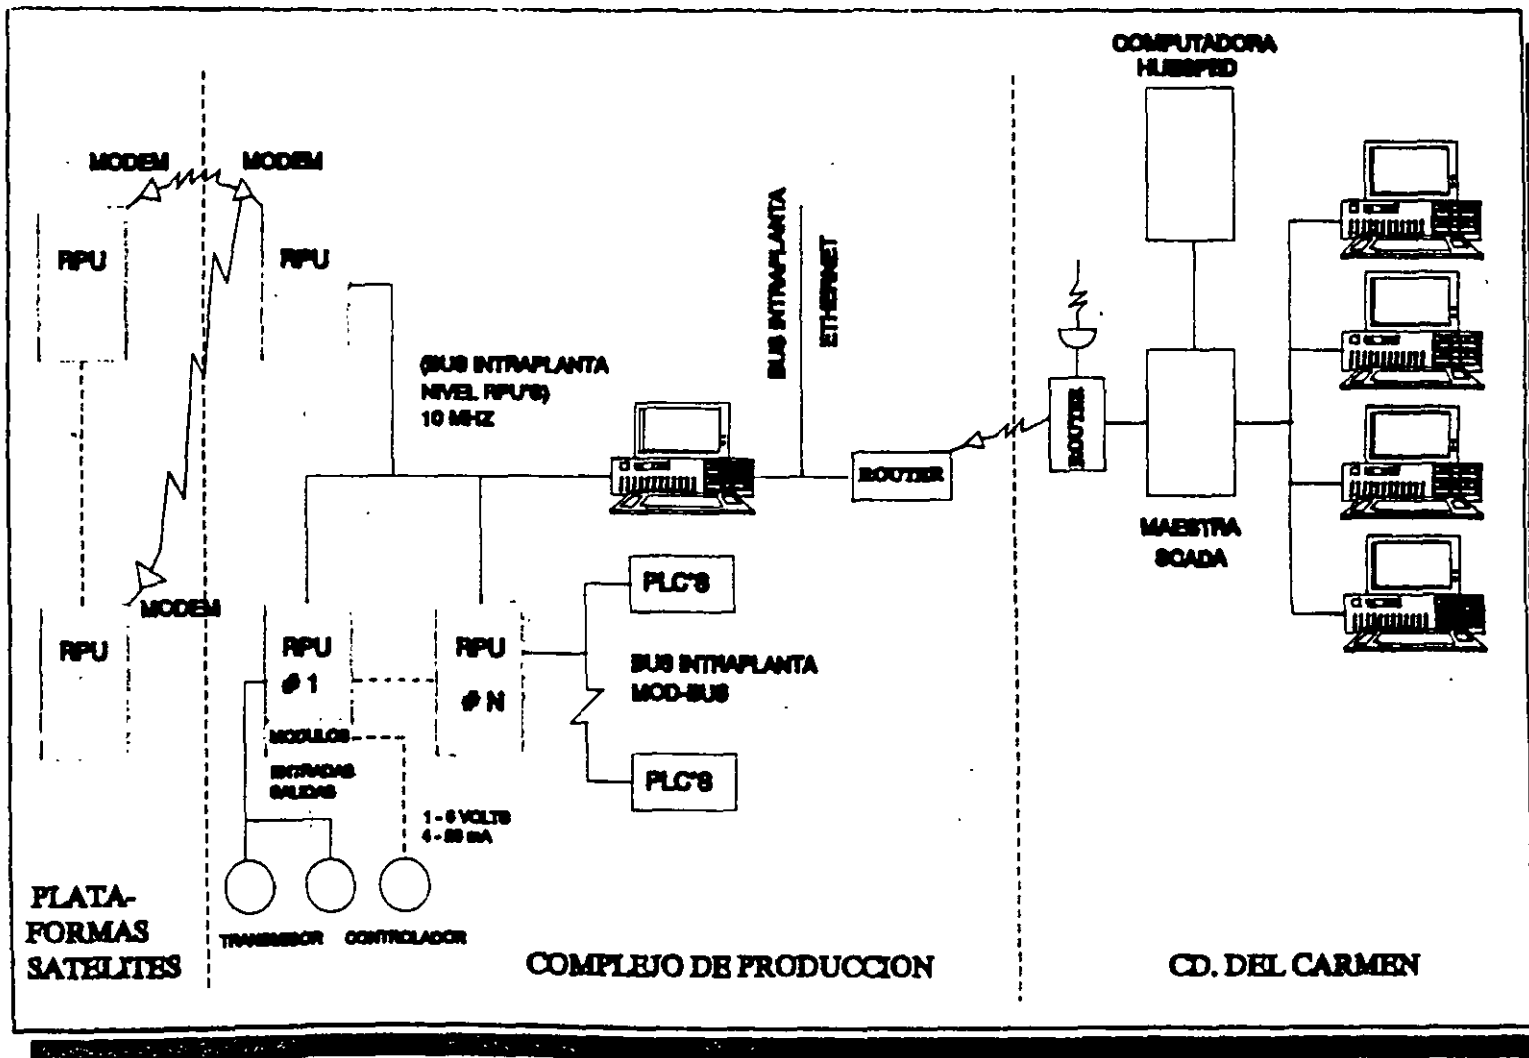 COMPUTADORA
HUESPED
MODEM
MODEM
RPU
RPU
(BUS INTRAPLANTA
NIVEL RPU'S)
10 MHZ
BUS INTRAPLANTA
ETHERNET
ROUTER
ROUTER
MAESTRA
SCADA
MODEM
RPU
RPU
# 1
RPU
# N
PLC'S
BUS INTRAPLANTA
MOD-BUS
PLC'S
MODULOS
ENTRADAS
SALIDAS
VOLTS
mA
TRANSMISOR
CONTROLADOR
PLATA-
FORMAS
SATELITES
COMPLEJO DE PRODUCCION
CD. DEL CARMEN